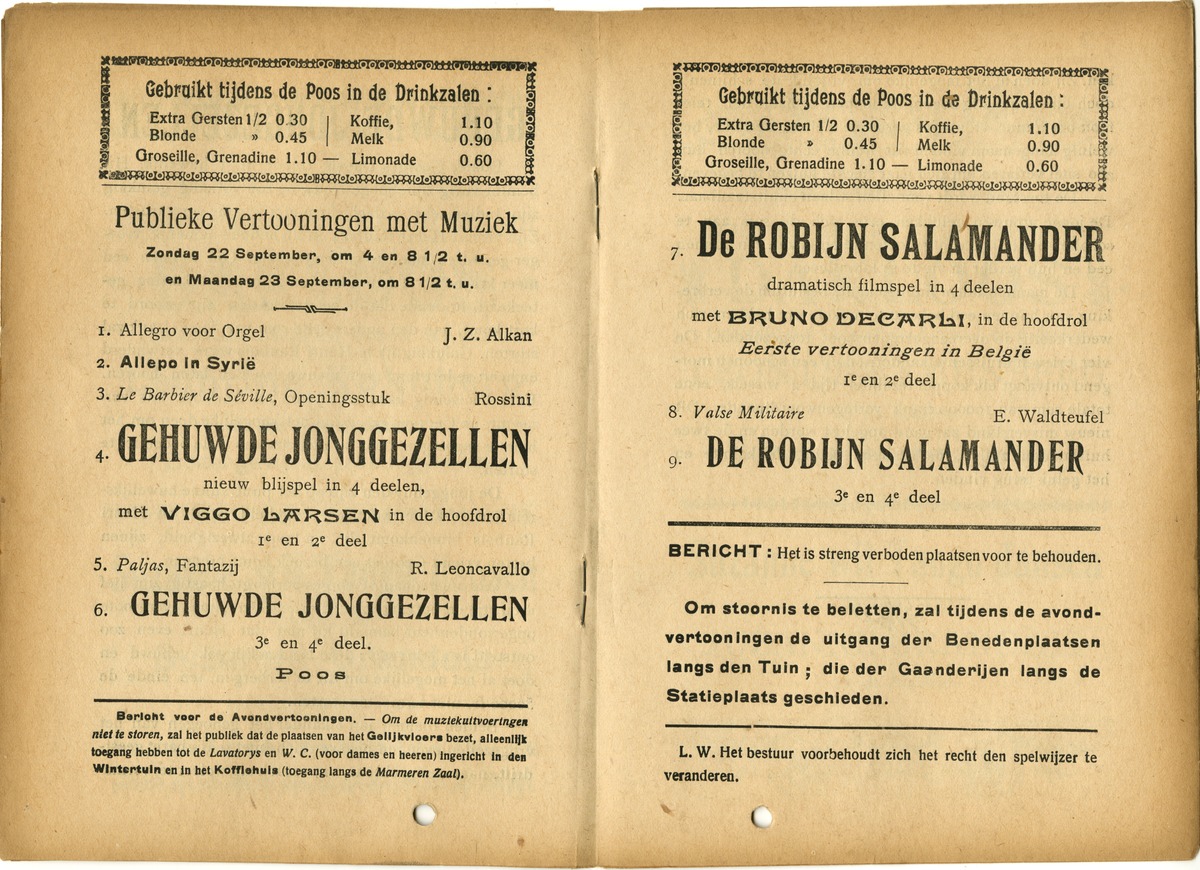 Gebruikt tijdens de Poos in de Drinkzalen :
Extra Gersten 1/2 0.30 | Koffie, 1.10
Blonde » 0.45 | Melk 0.90
Groseille, Grenadine 1.10 — Limonade 0.60
Publieke Vertooningen met Muziek
Zondag 22 September, om 4 en 8 1/2 t. u.
en Maandag 23 September, om 8 1/2 t. u.
1. Allegro voor Orgel J. Z. Alkan
2. Allepo in Syrië
3. Le Barbier de Séville, Openingsstuk Rossini
4. GEHUWDE JONGGEZELLEN
nieuw blijspel in 4 deelen,
met VIGGO LARSEN in de hoofdrol
1e en 2e deel
5. Paljas, Fantazij R. Leoncavallo
6. GEHUWDE JONGGEZELLEN
3e en 4e deel.
Poos
Bericht voor de Avondvertooningen. — Om de muziekuitvoeringen
niet te storen, zal het publiek dat de plaatsen van het Gelijkvloers bezet, alleenlijk
toegang hebben tot de Lavatorys en W. C. (voor dames en heeren) ingericht in den
Wintertuin en in het Koffiehuis (toegang langs de Marmeren Zaal).
Gebruikt tijdens de Poos in de Drinkzalen :
Extra Gersten 1/2 0.30 | Koffie, 1.10
Blonde » 0.45 | Melk 0.90
Groseille, Grenadine 1.10 — Limonade 0.60
7. De ROBIJN SALAMANDER
dramatisch filmspel in 4 deelen
met BRUNO DECARLI, in de hoofdrol
Eerste vertooningen in België
1e en 2e deel
8. Valse Militaire E. Waldteufel
9. DE ROBIJN SALAMANDER
3e en 4e deel
BERICHT : Het is streng verboden plaatsen voor te behouden.
Om stoornis te beletten, zal tijdens de avond-
vertooningen de uitgang der Benedenplaatsen
langs den Tuin ; die der Gaanderijen langs de
Statieplaats geschieden.
L. W. Het bestuur voorbehoudt zich het recht den spelwijzer te
veranderen.